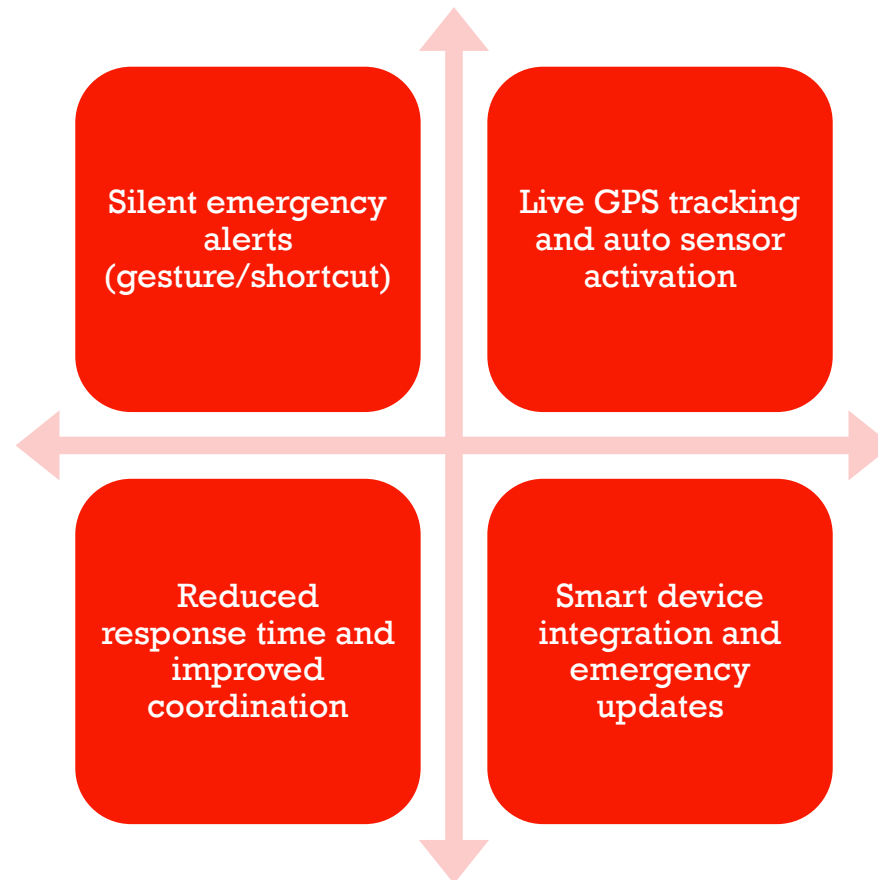 Silent emergency
alerts
(gesture/shortcut)
Live GPS tracking
and auto sensor
activation
Reduced
response time and
improved
coordination
Smart device
integration and
emergency
updates